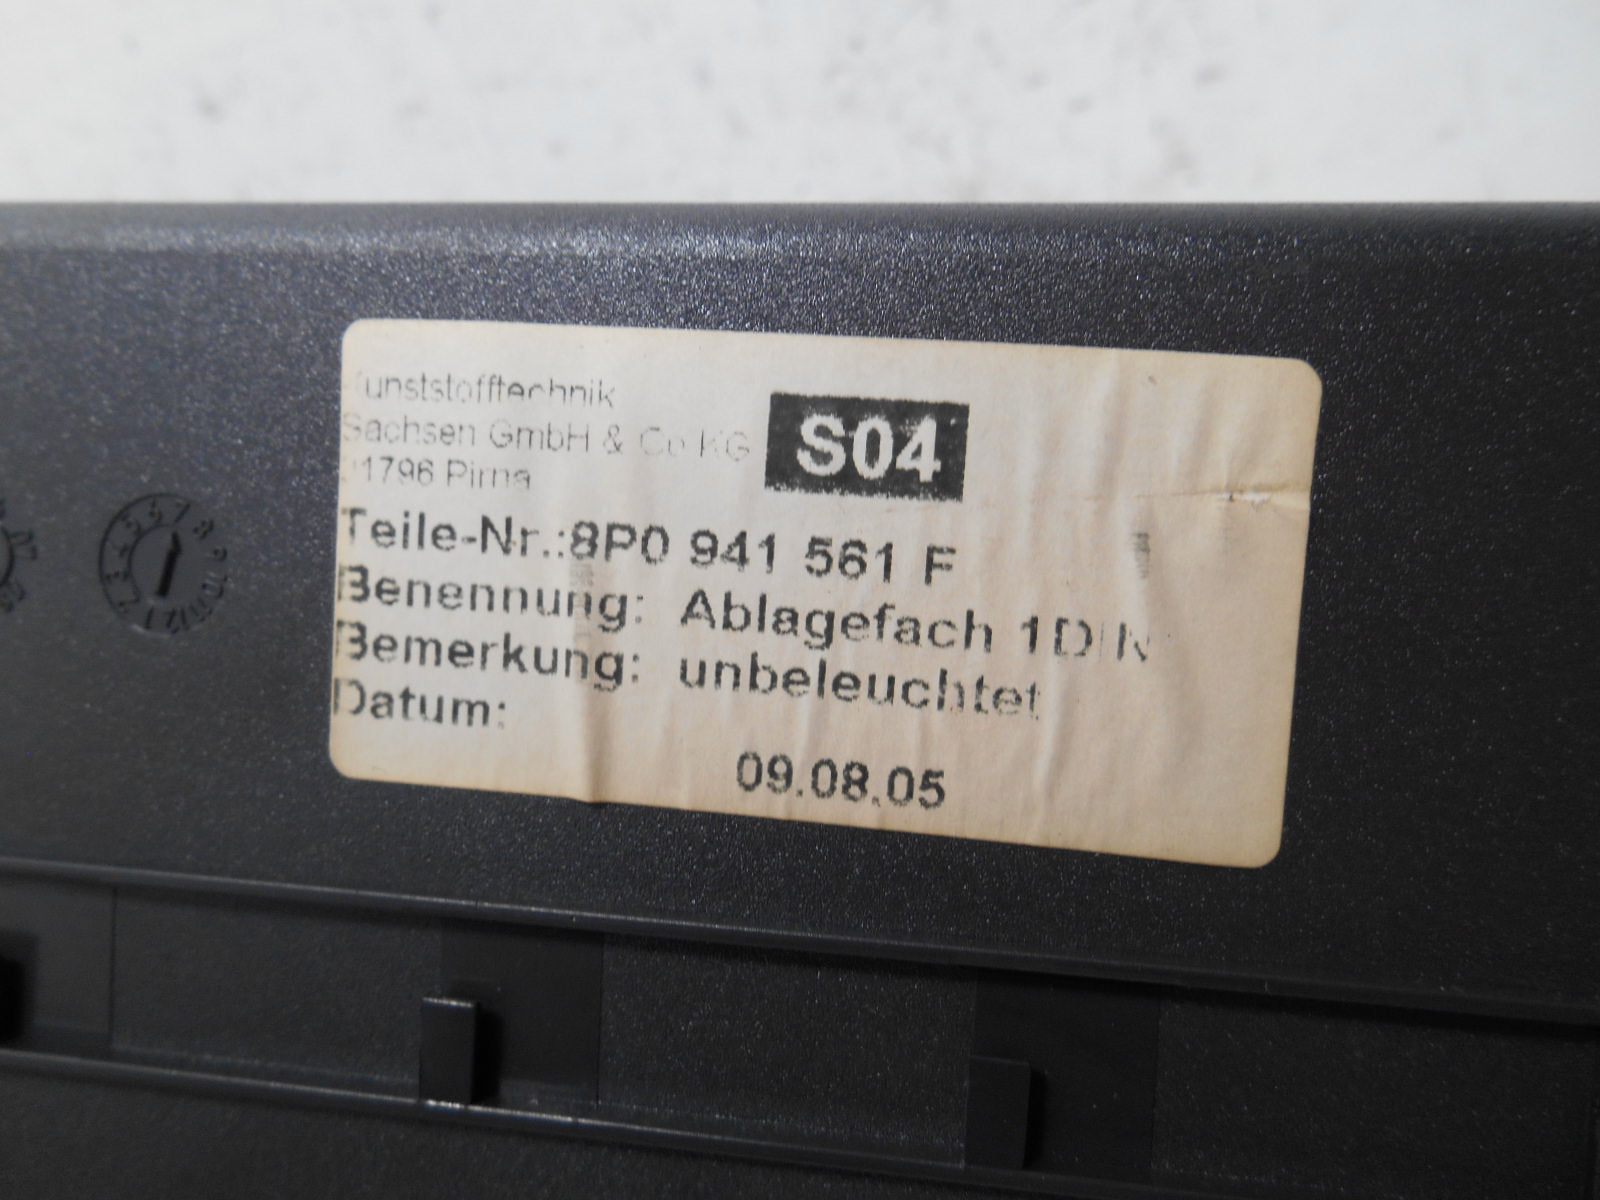 Kunststofftechnik
Sachsen GmbH & Co KG
01796 Pirna
S04
Teile-Nr.:8P0 941 561 F
Benennung: Ablagefach 1DIN
Bemerkung: unbeleuchtet
Datum:
09.08.05